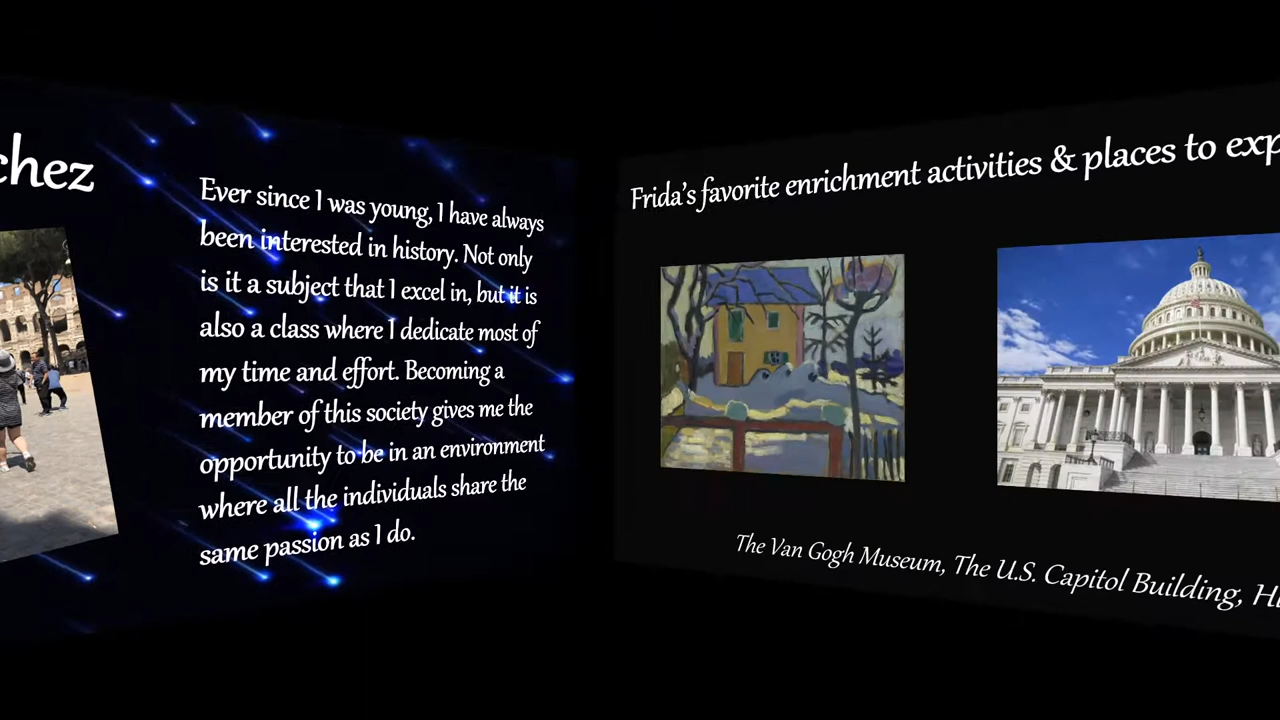 chez
Ever since I was young, I have always
been interested in history. Not only
is it a subject that I excel in, but it is
also a class where I dedicate most of
my time and effort. Becoming a
member of this society gives me the
opportunity to be in an environment
where all the individuals share the
same passion as I do.
Frida's favorite enrichment activities & places to exp
The Van Gogh Museum, The U.S. Capitol Building, H